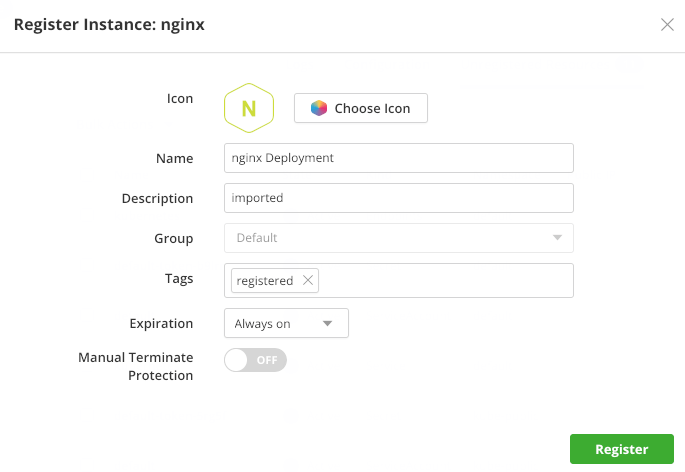 Register Instance: nginx
Icon
N
Choose Icon
Name
nginx Deployment
Description
imported
Group
Default
Tags
registered
Expiration
Always on
Manual Terminate
Protection
OFF
Register